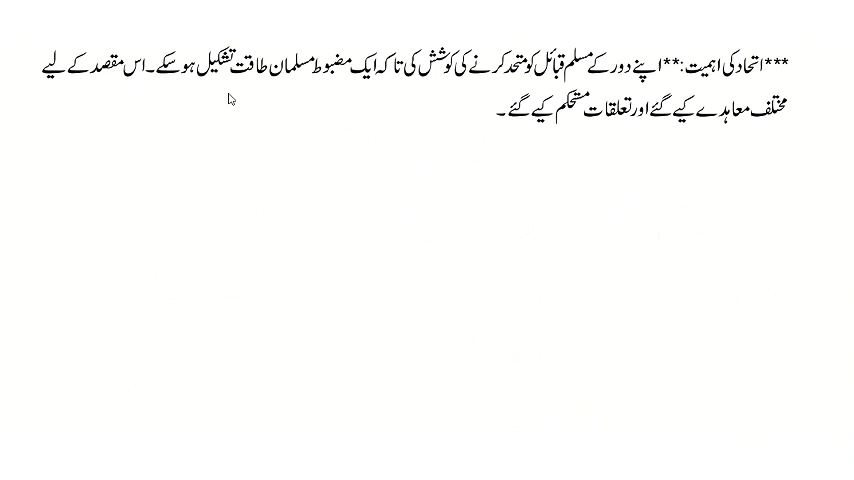 ***اتحاد کی اہمیت:** اپنے دور کے مسلم قبائل کو متحد کرنے کی کوشش کی تاکہ ایک مضبوط مسلمان طاقت تشکیل ہو سکے۔ اس مقصد کے لیے
مختلف معاہدے کیے گئے اور تعلقات مستحکم کیے گئے۔